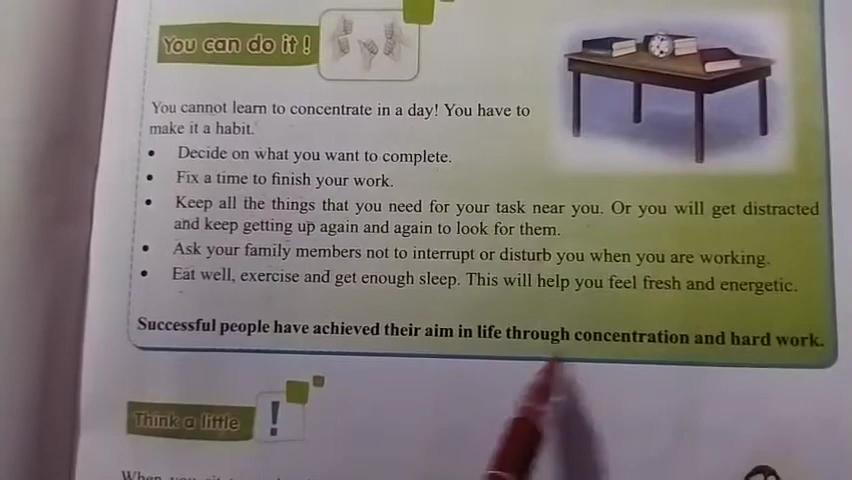 You can do it !
You cannot learn to concentrate in a day! You have to
make it a habit.
• Decide on what you want to complete.
• Fix a time to finish your work.
• Keep all the things that you need for your task near you. Or you will get distracted
and keep getting up again and again to look for them.
• Ask your family members not to interrupt or disturb you when you are working.
• Eat well, exercise and get enough sleep. This will help you feel fresh and energetic.
Successful people have achieved their aim in life through concentration and hard work.
Think a little !
When you